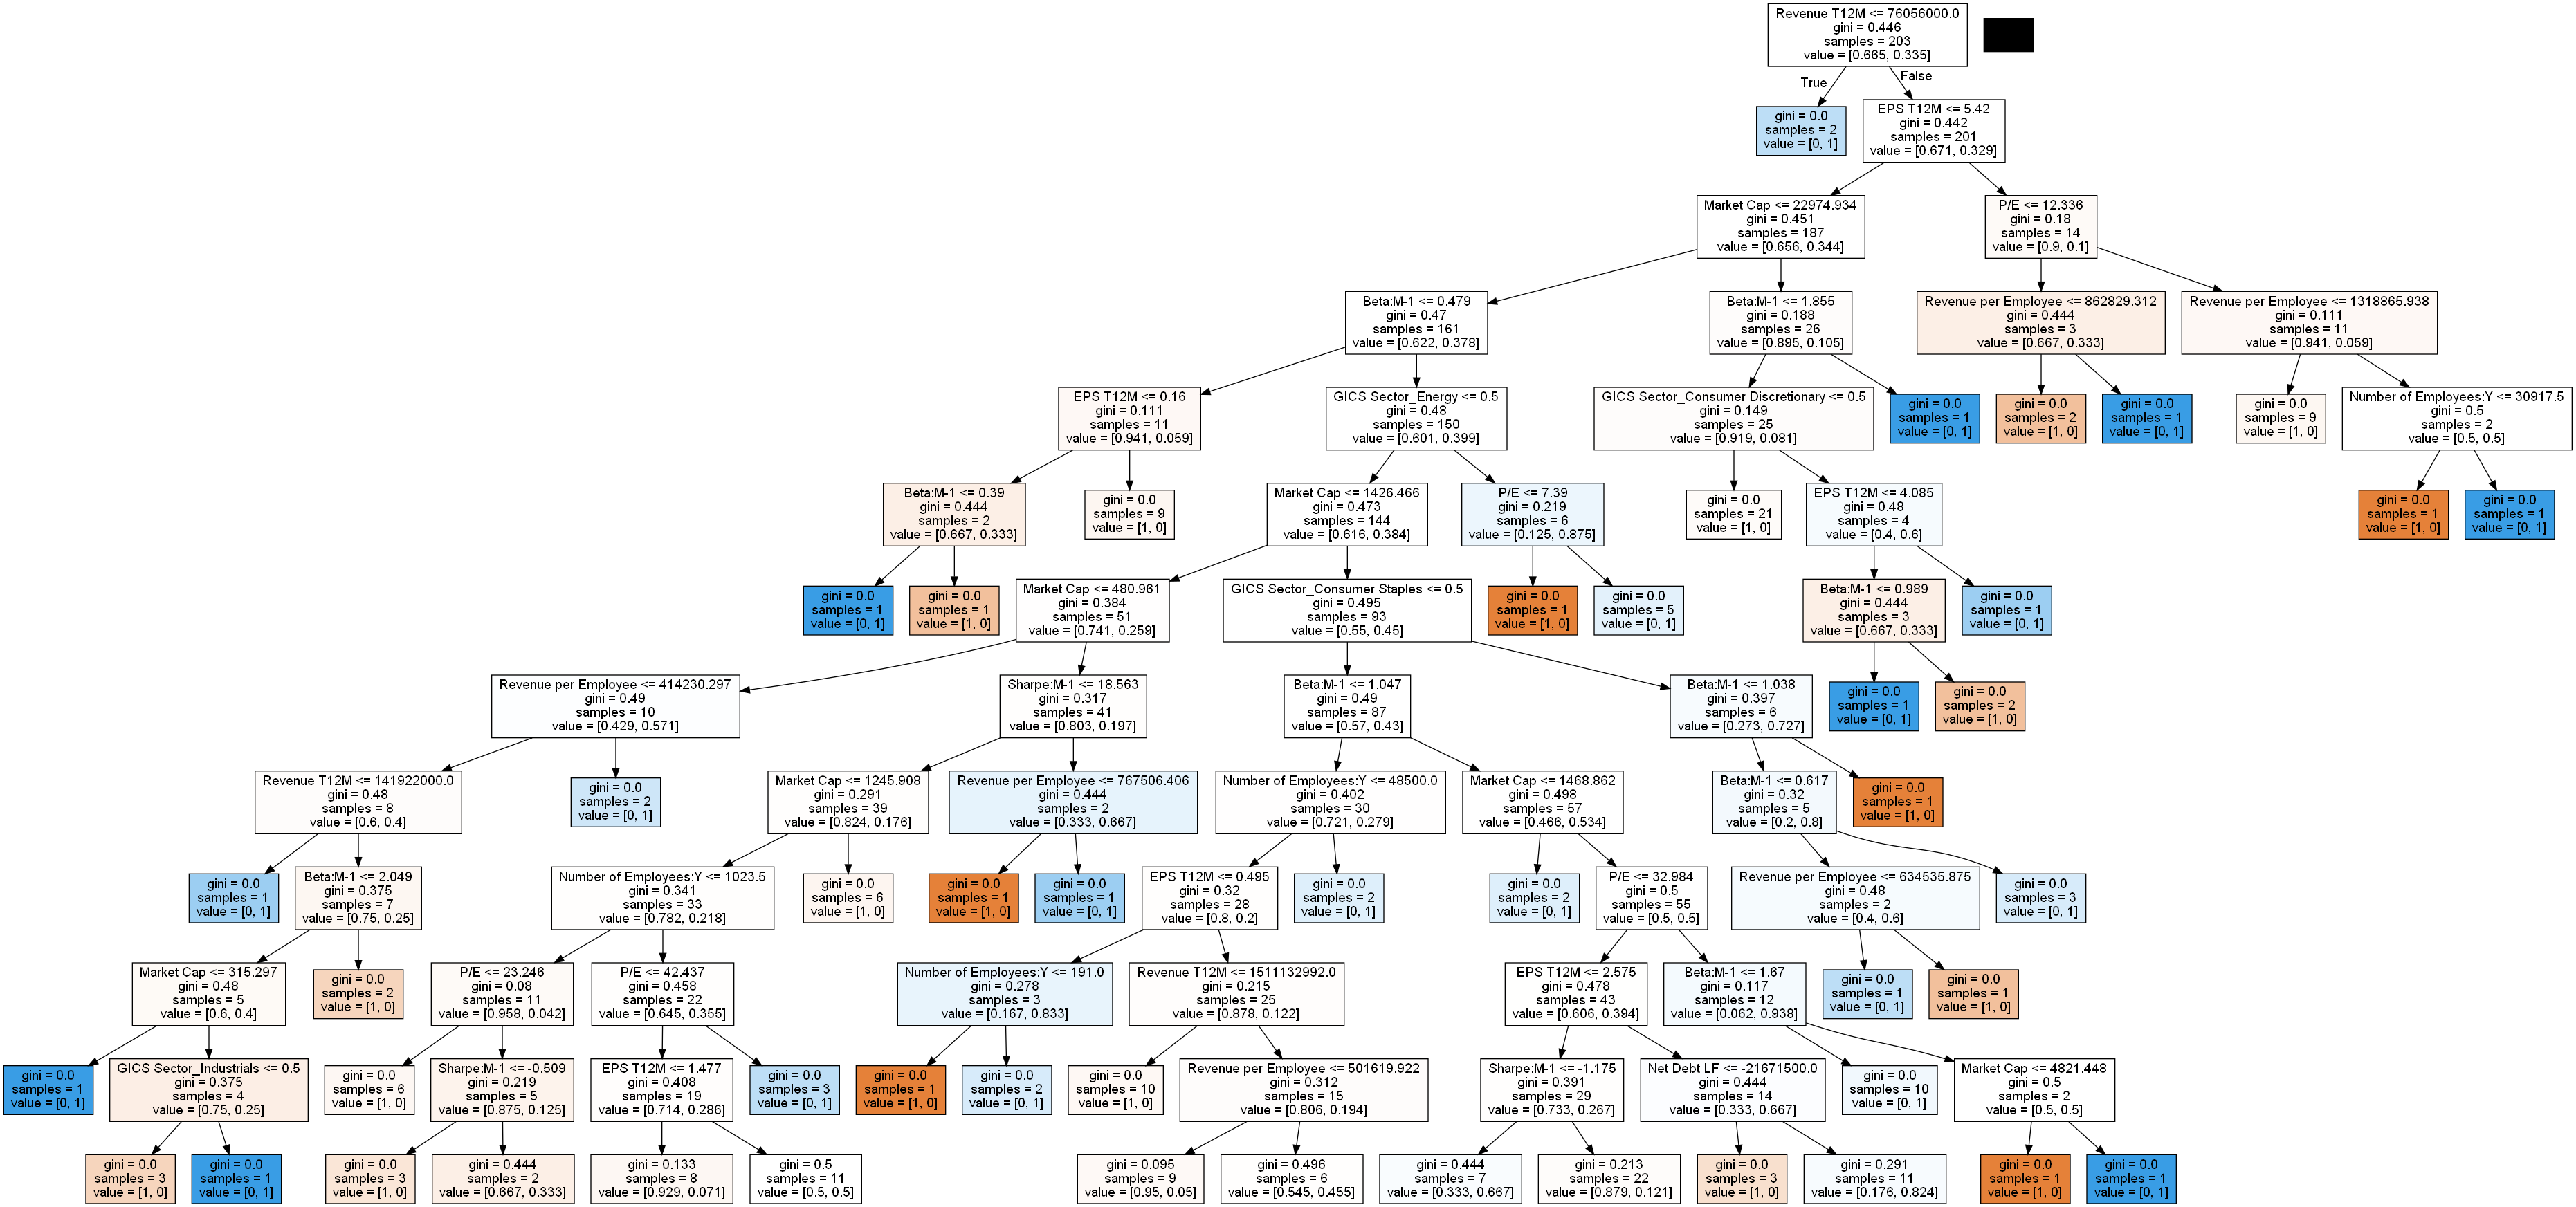 Revenue T12M <= 76056000.0
gini = 0.446
samples = 203
value = [0.665, 0.335]
True
False
gini = 0.0
samples = 2
value = [0, 1]
EPS T12M <= 5.42
gini = 0.442
samples = 201
value = [0.671, 0.329]
Market Cap <= 22974.934
gini = 0.451
samples = 187
value = [0.656, 0.344]
P/E <= 12.336
gini = 0.18
samples = 14
value = [0.9, 0.1]
Beta:M-1 <= 0.479
gini = 0.47
samples = 161
value = [0.622, 0.378]
Beta:M-1 <= 1.855
gini = 0.188
samples = 26
value = [0.895, 0.105]
Revenue per Employee <= 862829.312
gini = 0.444
samples = 3
value = [0.667, 0.333]
Revenue per Employee <= 1318865.938
gini = 0.111
samples = 11
value = [0.941, 0.059]
EPS T12M <= 0.16
gini = 0.111
samples = 11
value = [0.941, 0.059]
GICS Sector_Energy <= 0.5
gini = 0.48
samples = 150
value = [0.601, 0.399]
GICS Sector_Consumer Discretionary <= 0.5
gini = 0.149
samples = 25
value = [0.919, 0.081]
gini = 0.0
samples = 1
value = [0, 1]
gini = 0.0
samples = 2
value = [1, 0]
gini = 0.0
samples = 1
value = [0, 1]
gini = 0.0
samples = 9
value = [1, 0]
Number of Employees:Y <= 30917.5
gini = 0.5
samples = 2
value = [0.5, 0.5]
Beta:M-1 <= 0.39
gini = 0.444
samples = 2
value = [0.667, 0.333]
gini = 0.0
samples = 9
value = [1, 0]
Market Cap <= 1426.466
gini = 0.473
samples = 144
value = [0.616, 0.384]
P/E <= 7.39
gini = 0.219
samples = 6
value = [0.125, 0.875]
gini = 0.0
samples = 21
value = [1, 0]
EPS T12M <= 4.085
gini = 0.48
samples = 4
value = [0.4, 0.6]
gini = 0.0
samples = 1
value = [1, 0]
gini = 0.0
samples = 1
value = [0, 1]
gini = 0.0
samples = 1
value = [0, 1]
gini = 0.0
samples = 1
value = [1, 0]
Market Cap <= 480.961
gini = 0.384
samples = 51
value = [0.741, 0.259]
GICS Sector_Consumer Staples <= 0.5
gini = 0.495
samples = 93
value = [0.55, 0.45]
gini = 0.0
samples = 1
value = [1, 0]
gini = 0.0
samples = 5
value = [0, 1]
Beta:M-1 <= 0.989
gini = 0.444
samples = 3
value = [0.667, 0.333]
gini = 0.0
samples = 1
value = [0, 1]
Revenue per Employee <= 414230.297
gini = 0.49
samples = 10
value = [0.429, 0.571]
Sharpe:M-1 <= 18.563
gini = 0.317
samples = 41
value = [0.803, 0.197]
Beta:M-1 <= 1.047
gini = 0.49
samples = 87
value = [0.57, 0.43]
Beta:M-1 <= 1.038
gini = 0.397
samples = 6
value = [0.273, 0.727]
gini = 0.0
samples = 1
value = [0, 1]
gini = 0.0
samples = 2
value = [1, 0]
Revenue T12M <= 141922000.0
gini = 0.48
samples = 8
value = [0.6, 0.4]
gini = 0.0
samples = 2
value = [0, 1]
Market Cap <= 1245.908
gini = 0.291
samples = 39
value = [0.824, 0.176]
Revenue per Employee <= 767506.406
gini = 0.444
samples = 2
value = [0.333, 0.667]
Number of Employees:Y <= 48500.0
gini = 0.402
samples = 30
value = [0.721, 0.279]
Market Cap <= 1468.862
gini = 0.498
samples = 57
value = [0.466, 0.534]
Beta:M-1 <= 0.617
gini = 0.32
samples = 5
value = [0.2, 0.8]
gini = 0.0
samples = 1
value = [1, 0]
gini = 0.0
samples = 1
value = [0, 1]
Beta:M-1 <= 2.049
gini = 0.375
samples = 7
value = [0.75, 0.25]
Number of Employees:Y <= 1023.5
gini = 0.341
samples = 33
value = [0.782, 0.218]
gini = 0.0
samples = 6
value = [1, 0]
gini = 0.0
samples = 1
value = [1, 0]
gini = 0.0
samples = 1
value = [0, 1]
EPS T12M <= 0.495
gini = 0.32
samples = 28
value = [0.8, 0.2]
gini = 0.0
samples = 2
value = [0, 1]
gini = 0.0
samples = 2
value = [0, 1]
P/E <= 32.984
gini = 0.5
samples = 55
value = [0.5, 0.5]
Revenue per Employee <= 634535.875
gini = 0.48
samples = 2
value = [0.4, 0.6]
gini = 0.0
samples = 3
value = [0, 1]
Market Cap <= 315.297
gini = 0.48
samples = 5
value = [0.6, 0.4]
gini = 0.0
samples = 2
value = [1, 0]
P/E <= 23.246
gini = 0.08
samples = 11
value = [0.958, 0.042]
P/E <= 42.437
gini = 0.458
samples = 22
value = [0.645, 0.355]
Number of Employees:Y <= 191.0
gini = 0.278
samples = 3
value = [0.167, 0.833]
Revenue T12M <= 1511132992.0
gini = 0.215
samples = 25
value = [0.878, 0.122]
EPS T12M <= 2.575
gini = 0.478
samples = 43
value = [0.606, 0.394]
Beta:M-1 <= 1.67
gini = 0.117
samples = 12
value = [0.062, 0.938]
gini = 0.0
samples = 1
value = [0, 1]
gini = 0.0
samples = 1
value = [1, 0]
gini = 0.0
samples = 1
value = [0, 1]
GICS Sector_Industrials <= 0.5
gini = 0.375
samples = 4
value = [0.75, 0.25]
gini = 0.0
samples = 6
value = [1, 0]
Sharpe:M-1 <= -0.509
gini = 0.219
samples = 5
value = [0.875, 0.125]
EPS T12M <= 1.477
gini = 0.408
samples = 19
value = [0.714, 0.286]
gini = 0.0
samples = 3
value = [0, 1]
gini = 0.0
samples = 1
value = [1, 0]
gini = 0.0
samples = 2
value = [0, 1]
gini = 0.0
samples = 10
value = [1, 0]
Revenue per Employee <= 501619.922
gini = 0.312
samples = 15
value = [0.806, 0.194]
Sharpe:M-1 <= -1.175
gini = 0.391
samples = 29
value = [0.733, 0.267]
Net Debt LF <= -21671500.0
gini = 0.444
samples = 14
value = [0.333, 0.667]
gini = 0.0
samples = 10
value = [0, 1]
Market Cap <= 4821.448
gini = 0.5
samples = 2
value = [0.5, 0.5]
gini = 0.0
samples = 3
value = [1, 0]
gini = 0.0
samples = 1
value = [0, 1]
gini = 0.0
samples = 3
value = [1, 0]
gini = 0.444
samples = 2
value = [0.667, 0.333]
gini = 0.133
samples = 8
value = [0.929, 0.071]
gini = 0.5
samples = 11
value = [0.5, 0.5]
gini = 0.095
samples = 9
value = [0.95, 0.05]
gini = 0.496
samples = 6
value = [0.545, 0.455]
gini = 0.444
samples = 7
value = [0.333, 0.667]
gini = 0.213
samples = 22
value = [0.879, 0.121]
gini = 0.0
samples = 3
value = [1, 0]
gini = 0.291
samples = 11
value = [0.176, 0.824]
gini = 0.0
samples = 1
value = [1, 0]
gini = 0.0
samples = 1
value = [0, 1]